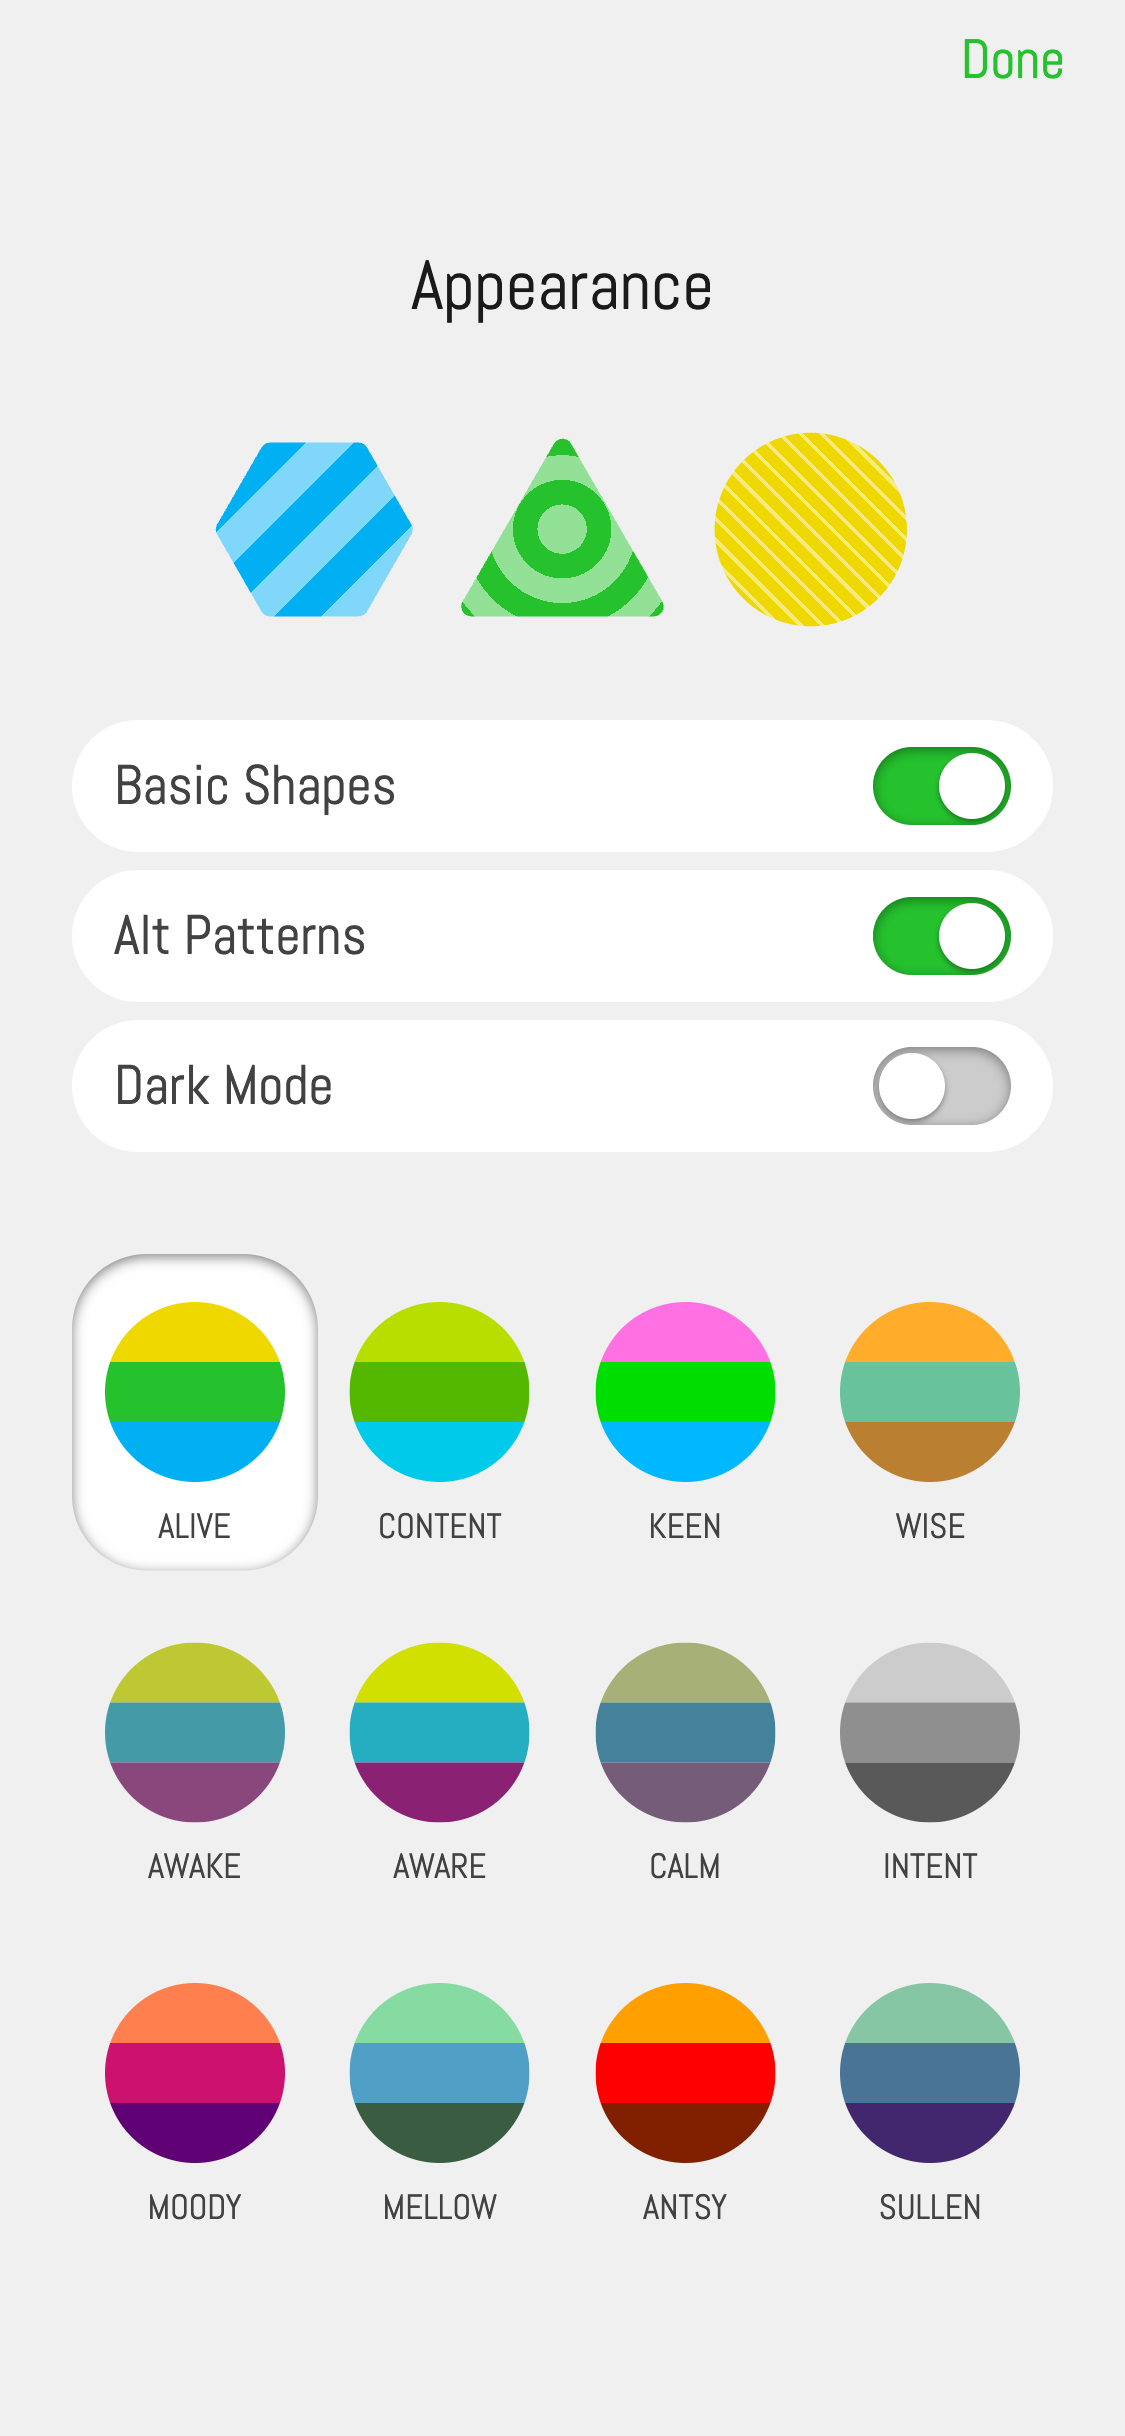 Done
Appearance
Basic Shapes
Alt Patterns
Dark Mode
ALIVE
CONTENT
KEEN
WISE
AWAKE
AWARE
CALM
INTENT
MOODY
MELLOW
ANTSY
SULLEN